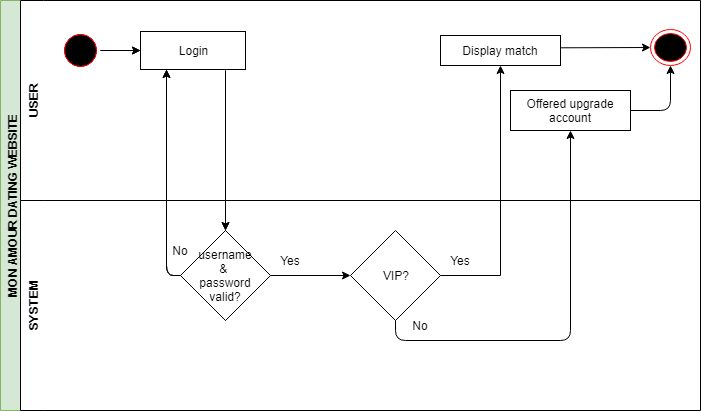 MON AMOUR DATING WEBSITE
USER
Login
Display match
Offered upgrade
account
SYSTEM
No
username
&
password
valid?
Yes
VIP?
Yes
No